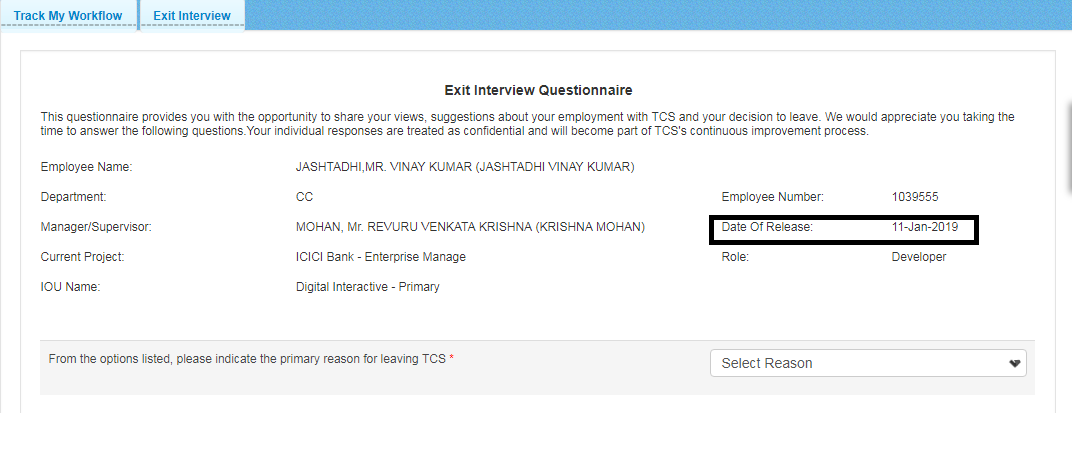 Track My Workflow Exit Interview
Exit Interview Questionnaire
This questionnaire provides you with the opportunity to share your views, suggestions about your employment with TCS and your decision to leave. We would appreciate you taking the
time to answer the following questions.Your individual responses are treated as confidential and will become part of TCS's continuous improvement process.
Employee Name: JASHTADHI,MR. VINAY KUMAR (JASHTADHI VINAY KUMAR)
Department: CC Employee Number: 1039555
Manager/Supervisor: MOHAN, Mr. REVURU VENKATA KRISHNA (KRISHNA MOHAN) Date Of Release: 11-Jan-2019
Current Project: ICICI Bank - Enterprise Manage Role: Developer
IOU Name: Digital Interactive - Primary
From the options listed, please indicate the primary reason for leaving TCS * Select Reason